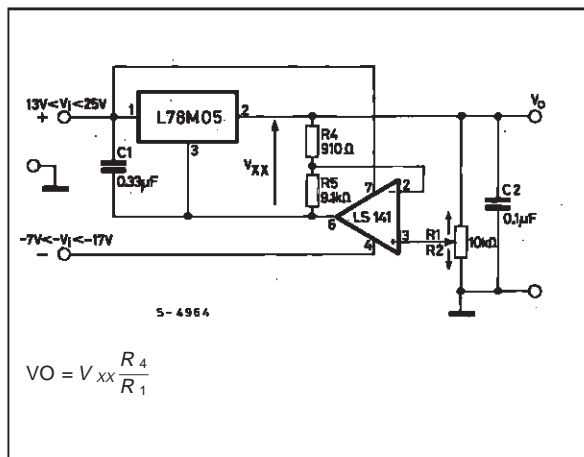 13V<Vi<25V
+
1
L78M05
2
Vo
3
C1
0.33µF
VXX
R4
910Ω
R5
9.1kΩ
7
2
−
LS 141
6
+
3
4
R1
R2
10kΩ
C2
0.1µF
-7V<-Vi<-17V
−
S-4964
VO = VXX R4/R1